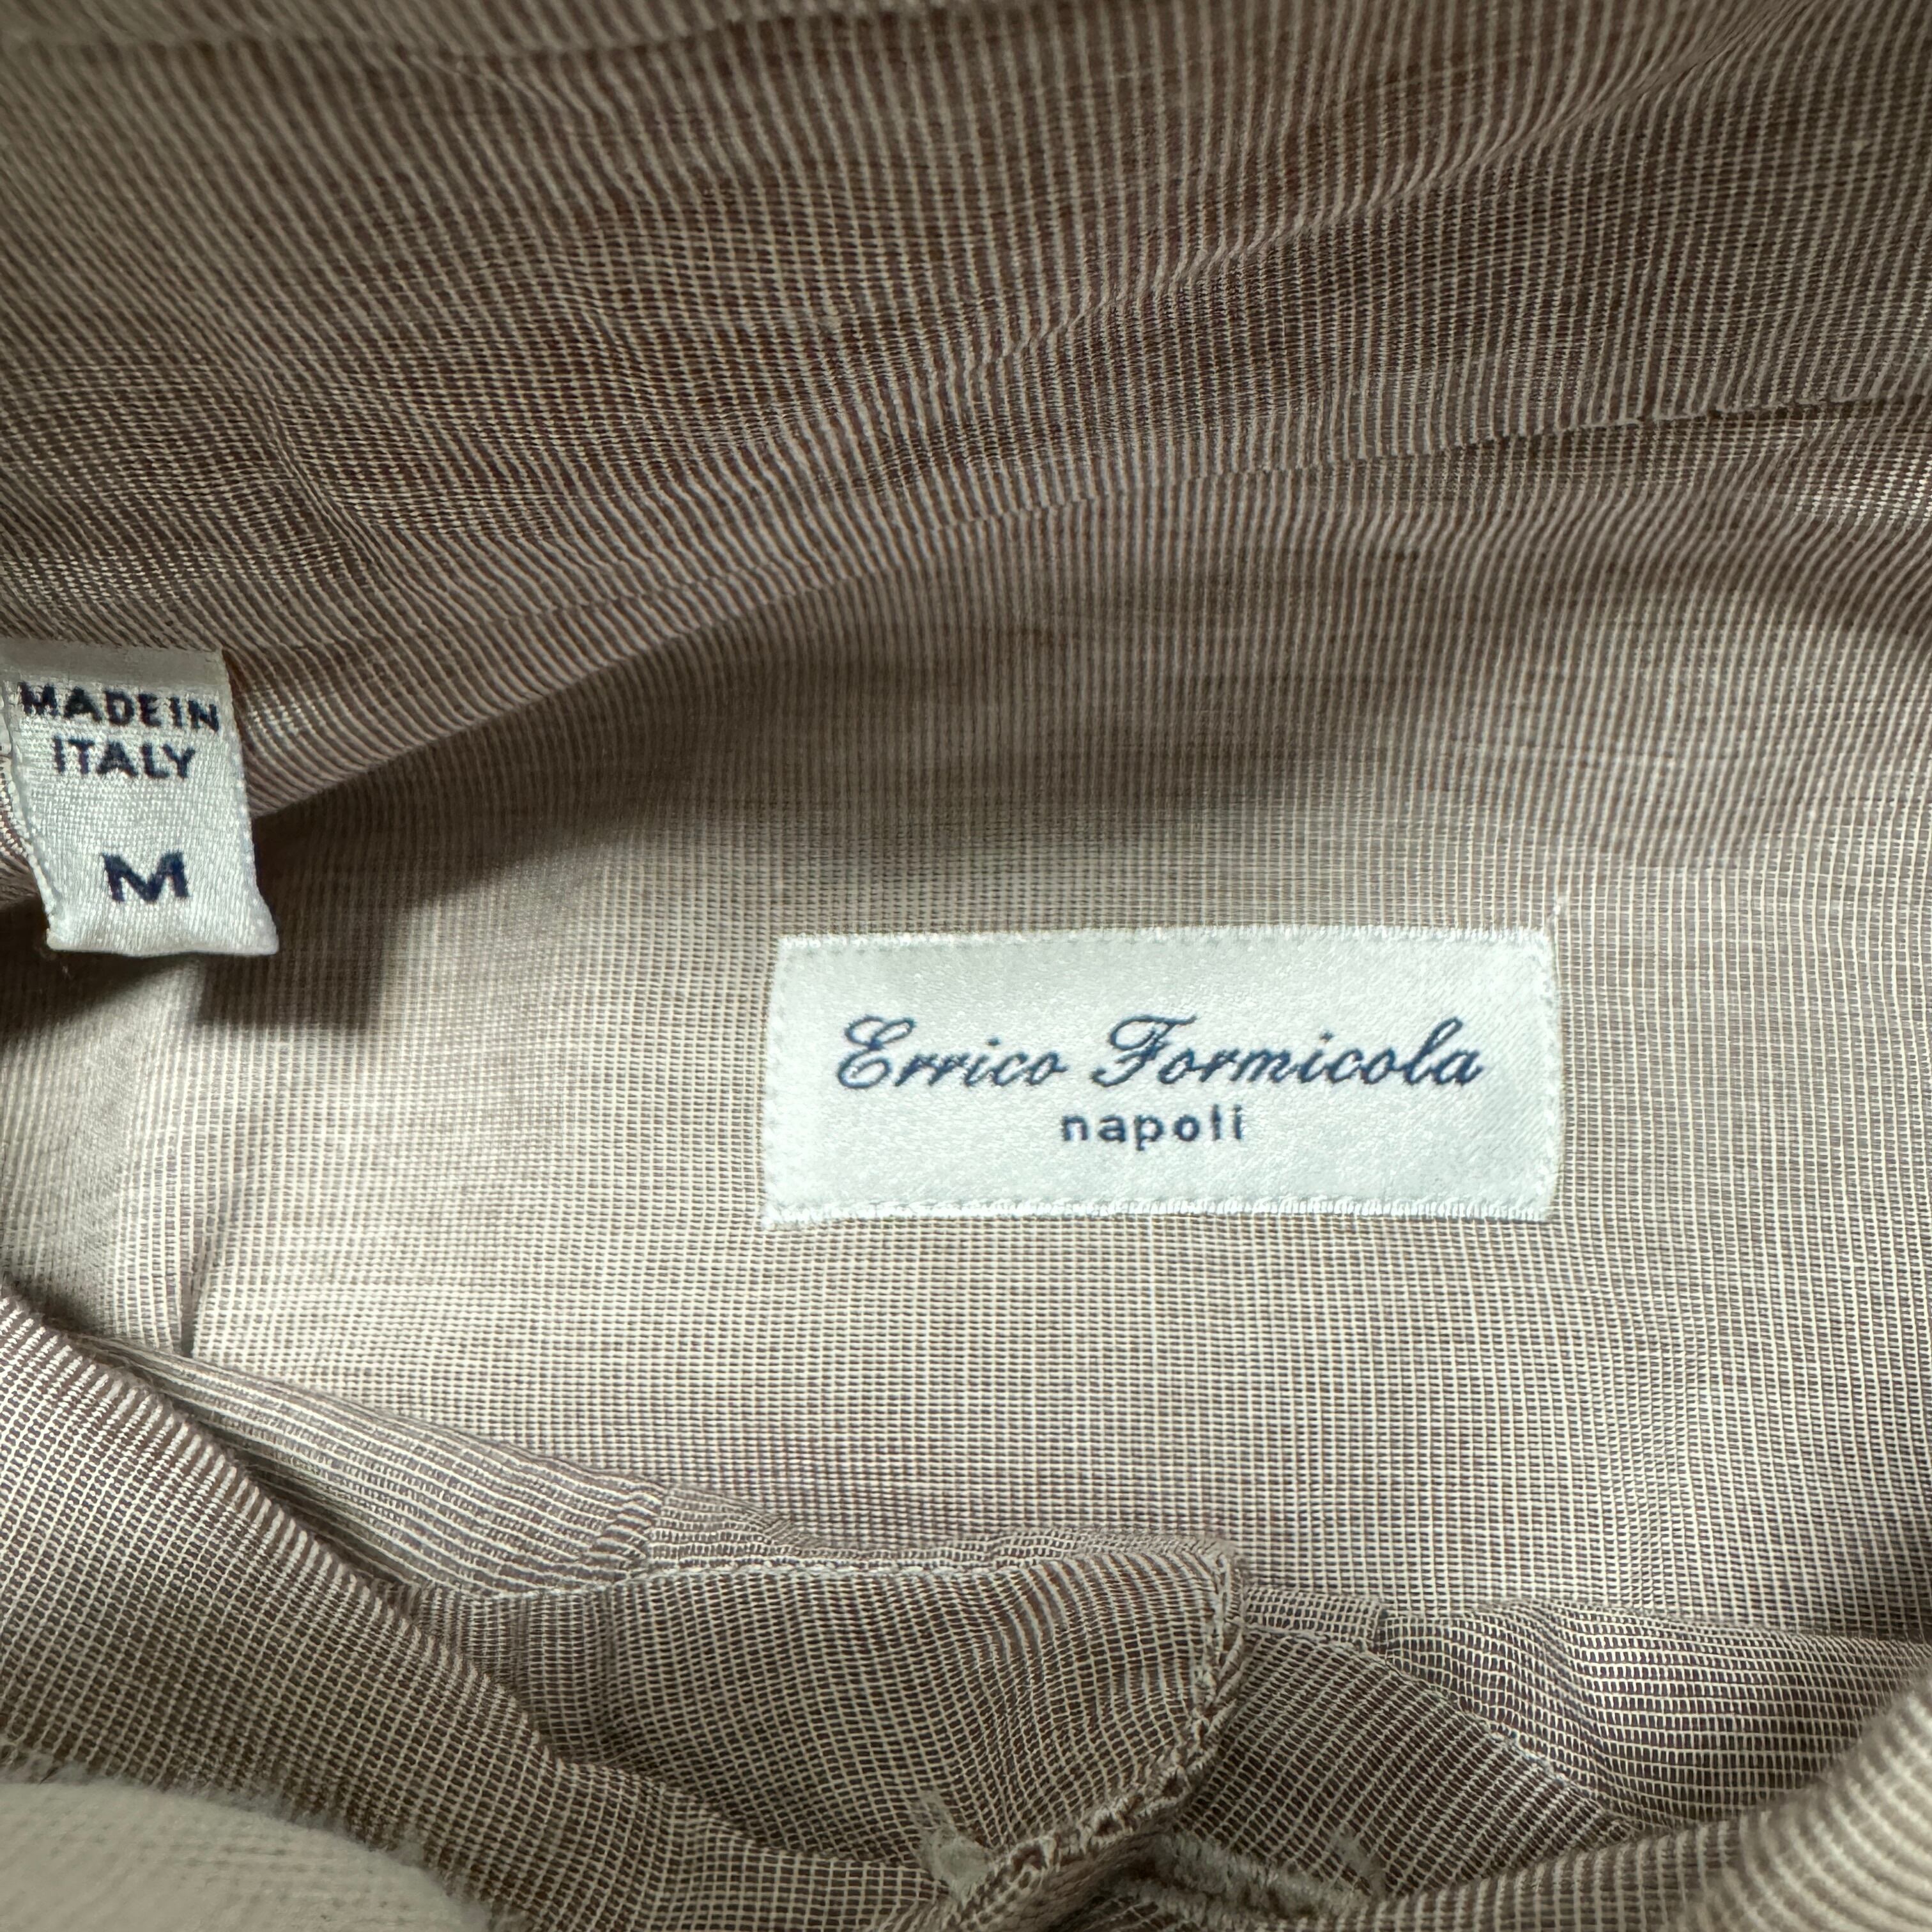 MADE IN
ITALY
M
Errico Formicola
napoli